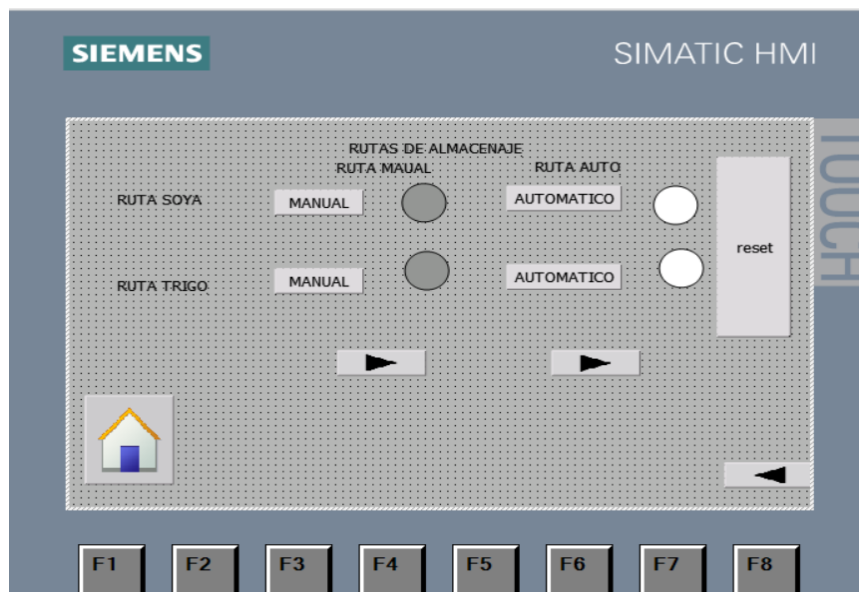 SIEMENS
SIMATIC HMI
TOUCH
RUTAS DE ALMACENAJE
RUTA MAUAL
RUTA AUTO
RUTA SOYA
MANUAL
AUTOMATICO
reset
RUTA TRIGO
MANUAL
AUTOMATICO
F1
F2
F3
F4
F5
F6
F7
F8